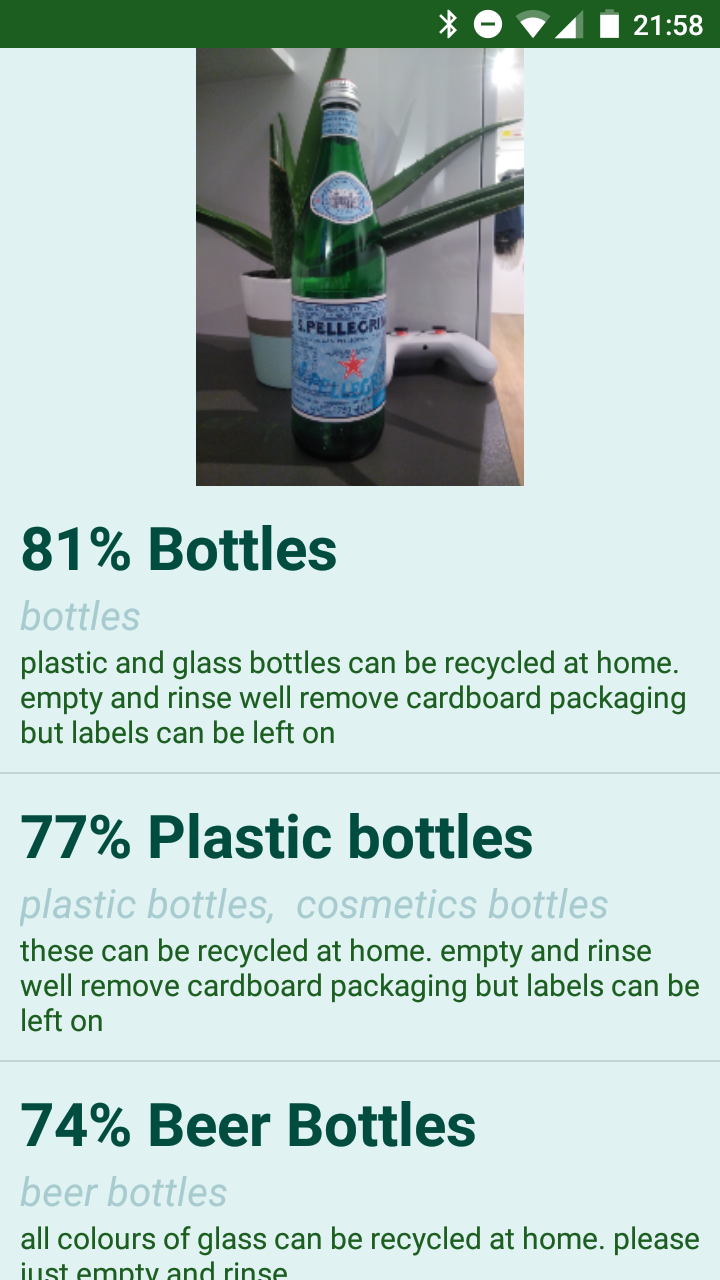 21:58
S.PELLEGRI
S.PELLEGRI
81% Bottles
bottles
plastic and glass bottles can be recycled at home.
empty and rinse well remove cardboard packaging
but labels can be left on
77% Plastic bottles
plastic bottles,  cosmetics bottles
these can be recycled at home. empty and rinse
well remove cardboard packaging but labels can be
left on
74% Beer Bottles
beer bottles
all colours of glass can be recycled at home. please
just empty and rinse